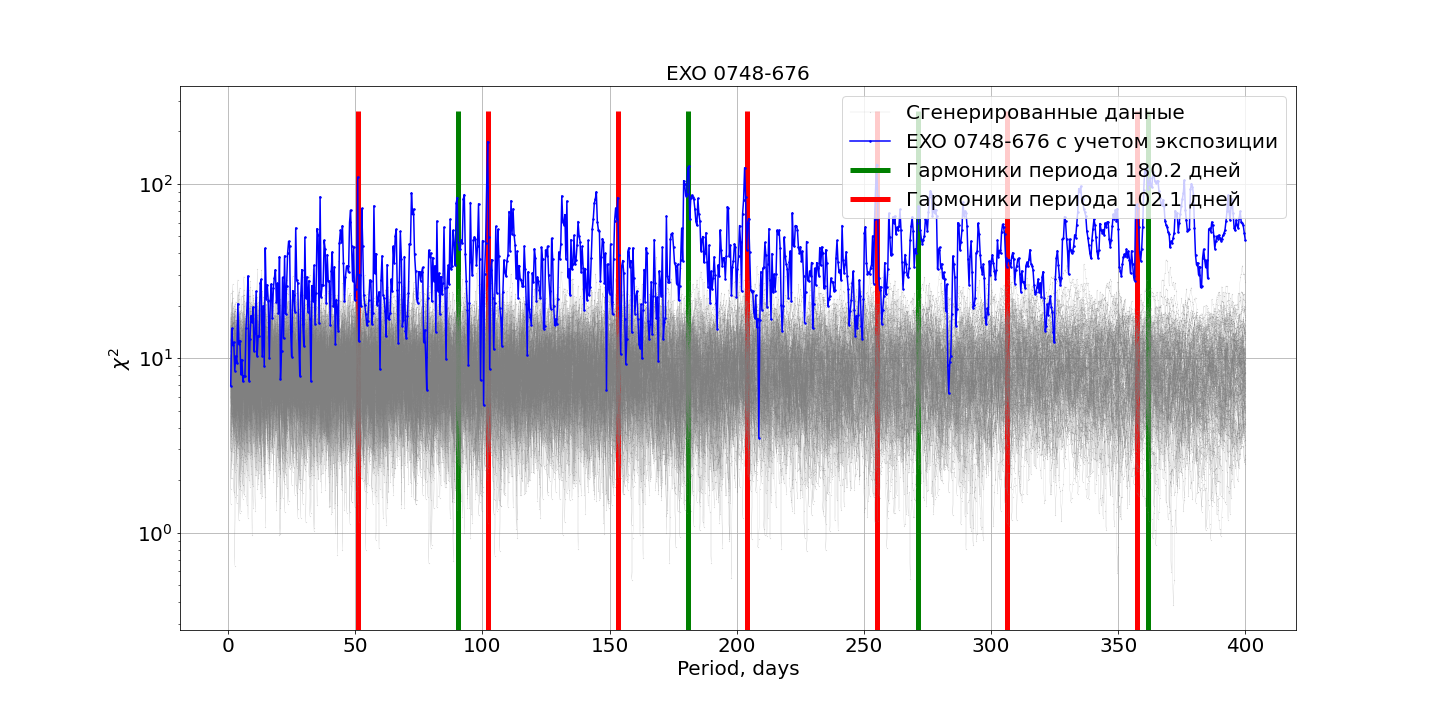 EXO 0748-676
Сгенерированные данные
EXO 0748-676 с учетом экспозиции
Гармоники периода 180.2 дней
Гармоники периода 102.1 дней
10²
10¹
10⁰
χ²
0 50 100 150 200 250 300 350 400
Period, days